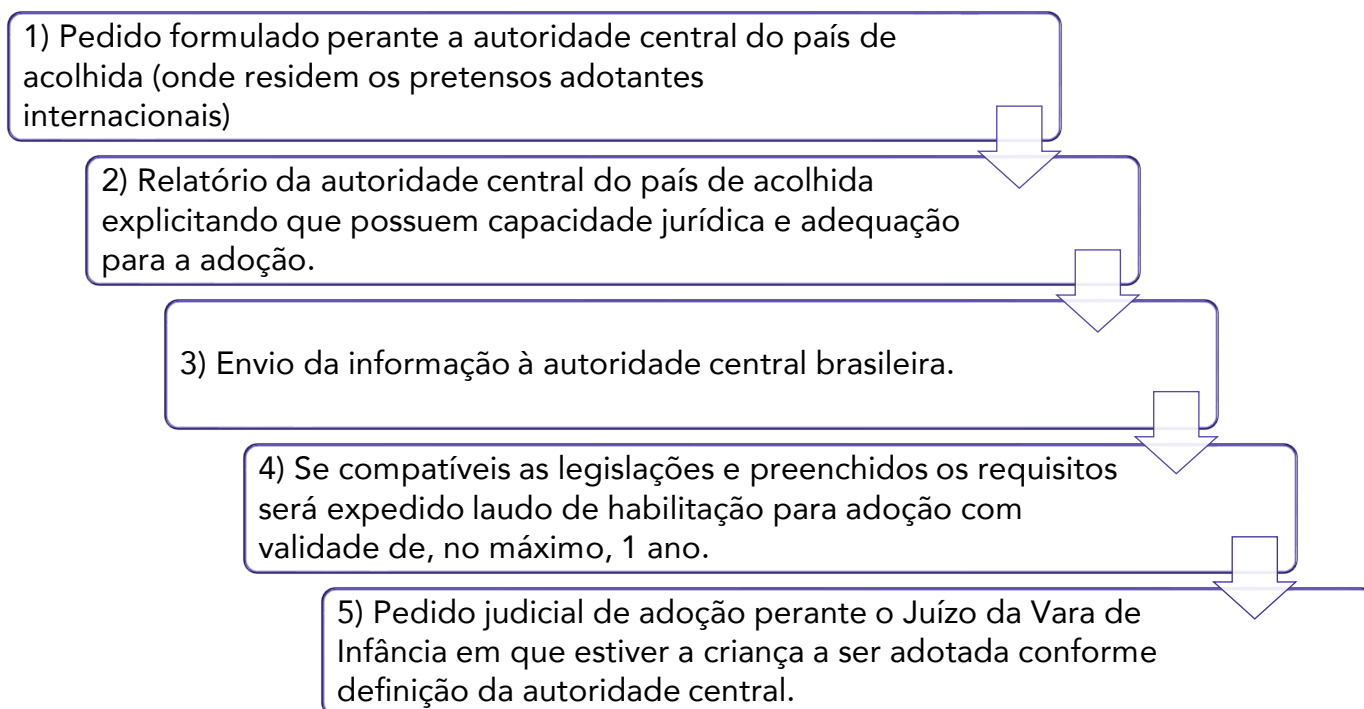 1) Pedido formulado perante a autoridade central do país de
acolhida (onde residem os pretensos adotantes
internacionais)
2) Relatório da autoridade central do país de acolhida
explicitando que possuem capacidade jurídica e adequação
para a adoção.
3) Envio da informação à autoridade central brasileira.
4) Se compatíveis as legislações e preenchidos os requisitos
será expedido laudo de habilitação para adoção com
validade de, no máximo, 1 ano.
5) Pedido judicial de adoção perante o Juízo da Vara de
Infância em que estiver a criança a ser adotada conforme
definição da autoridade central.